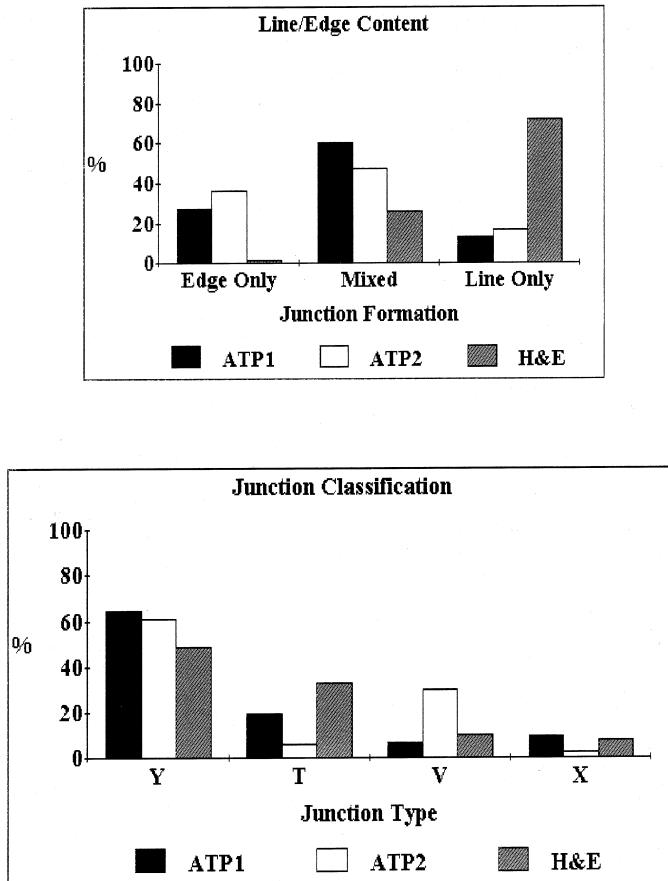 Line/Edge Content
100
80
60
40
20
0
%
Edge Only Mixed Line Only
Junction Formation
ATP1 ATP2 H&E
Junction Classification
100
80
60
40
20
0
%
Y T V X
Junction Type
ATP1 ATP2 H&E